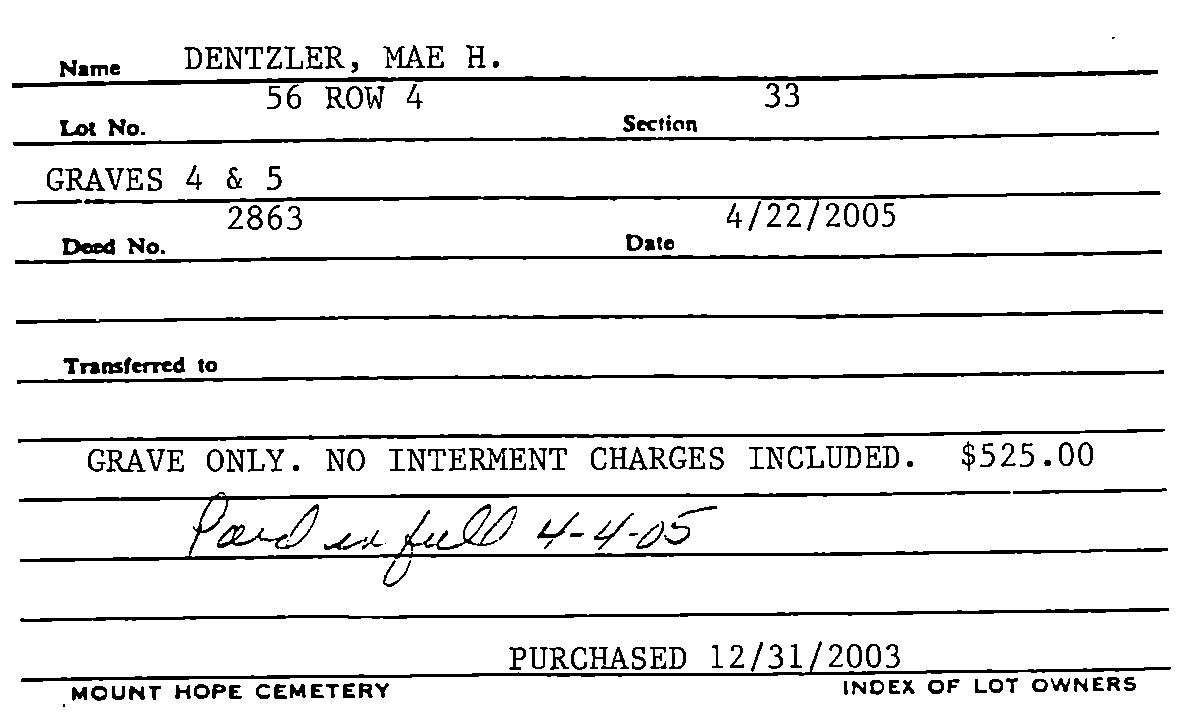 Name DENTZLER, MAE H.
56 ROW 4 33
Lot No. Section
GRAVES 4 & 5
2863 4/22/2005
Deed No. Date
Transferred to
GRAVE ONLY. NO INTERMENT CHARGES INCLUDED. $525.00
Paid in full 4-4-05
PURCHASED 12/31/2003
MOUNT HOPE CEMETERY INDEX OF LOT OWNERS